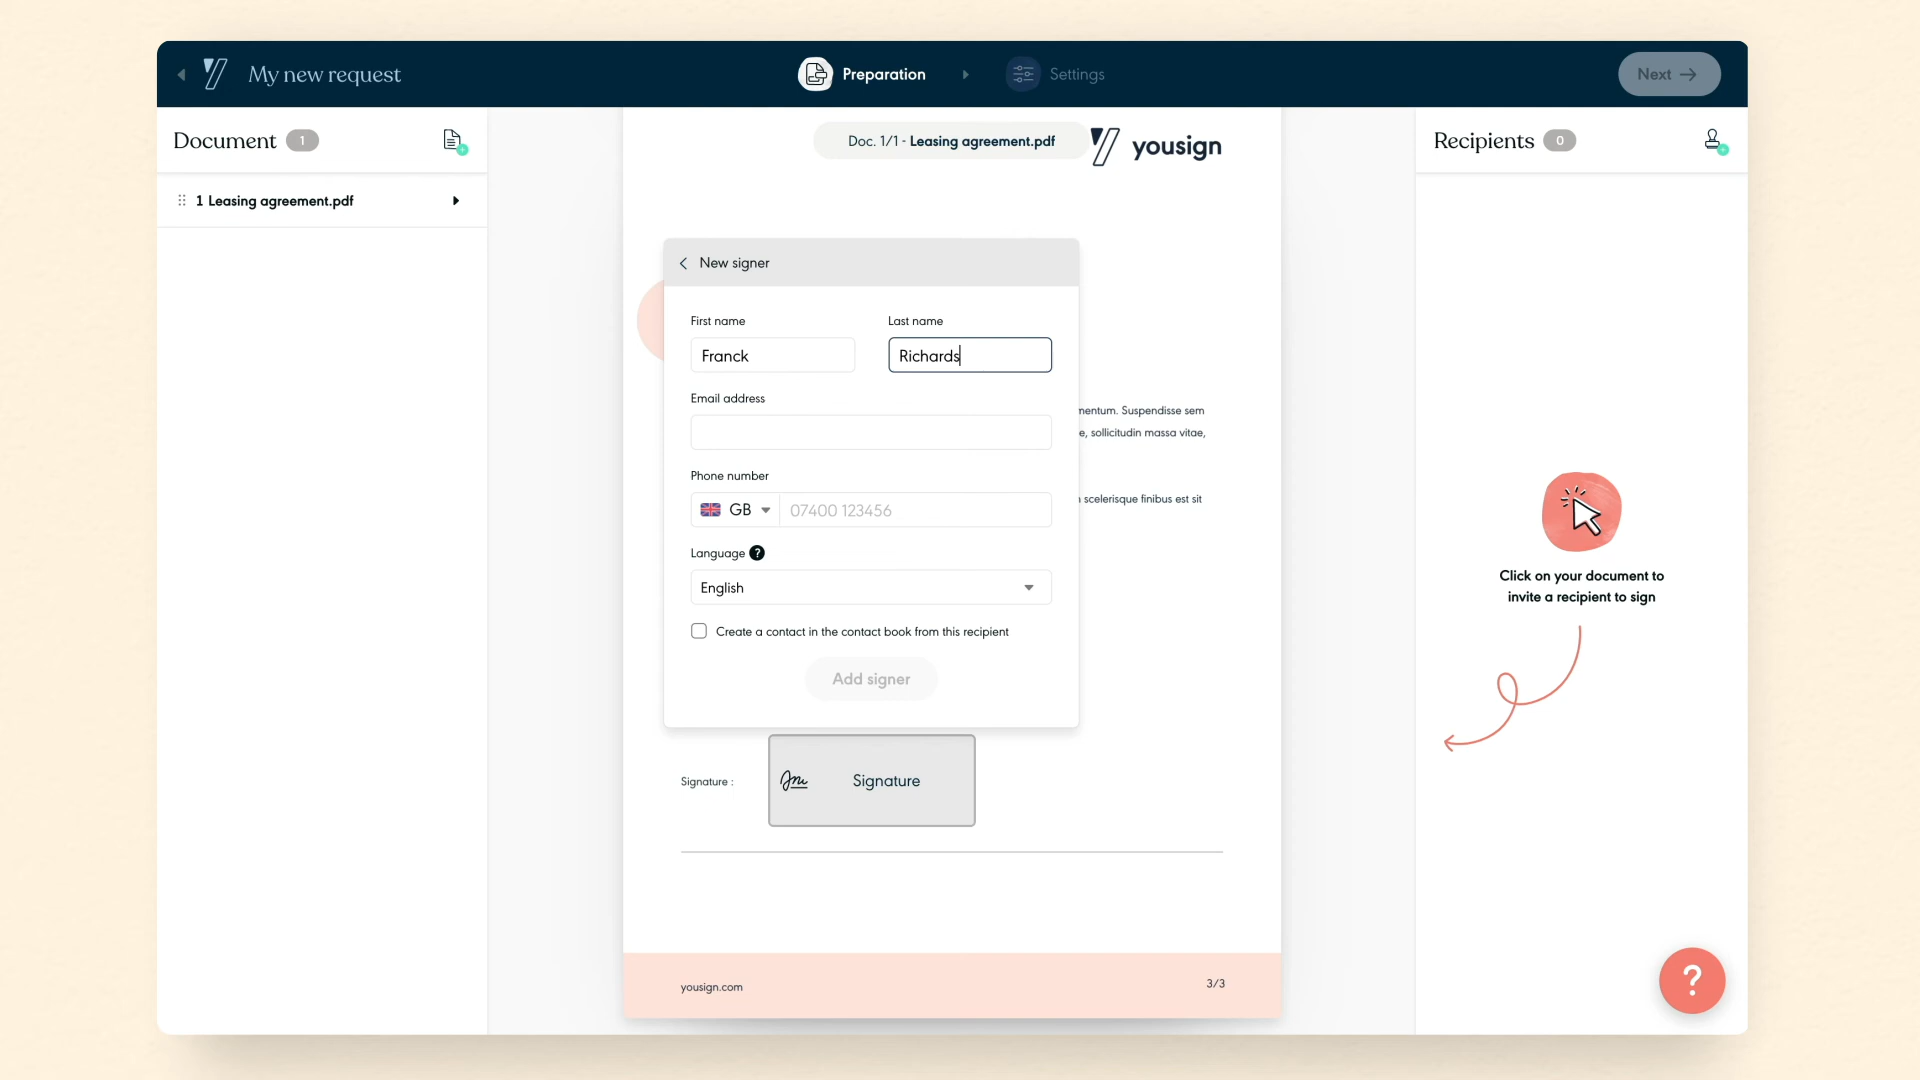 My new request
Preparation
Settings
Next
Document 1
Doc. 1/1 - Leasing agreement.pdf
yousign
Recipients 0
1 Leasing agreement.pdf
New signer
First name
Last name
Franck
Richards
Email address
mentum. Suspendisse sem
e, sollicitudin massa vitae,
Phone number
GB
07400 123456
scelerisque finibus est sit
Language ?
English
Create a contact in the contact book from this recipient
Add signer
Click on your document to
invite a recipient to sign
Signature :
Signature
yousign.com
3/3
?